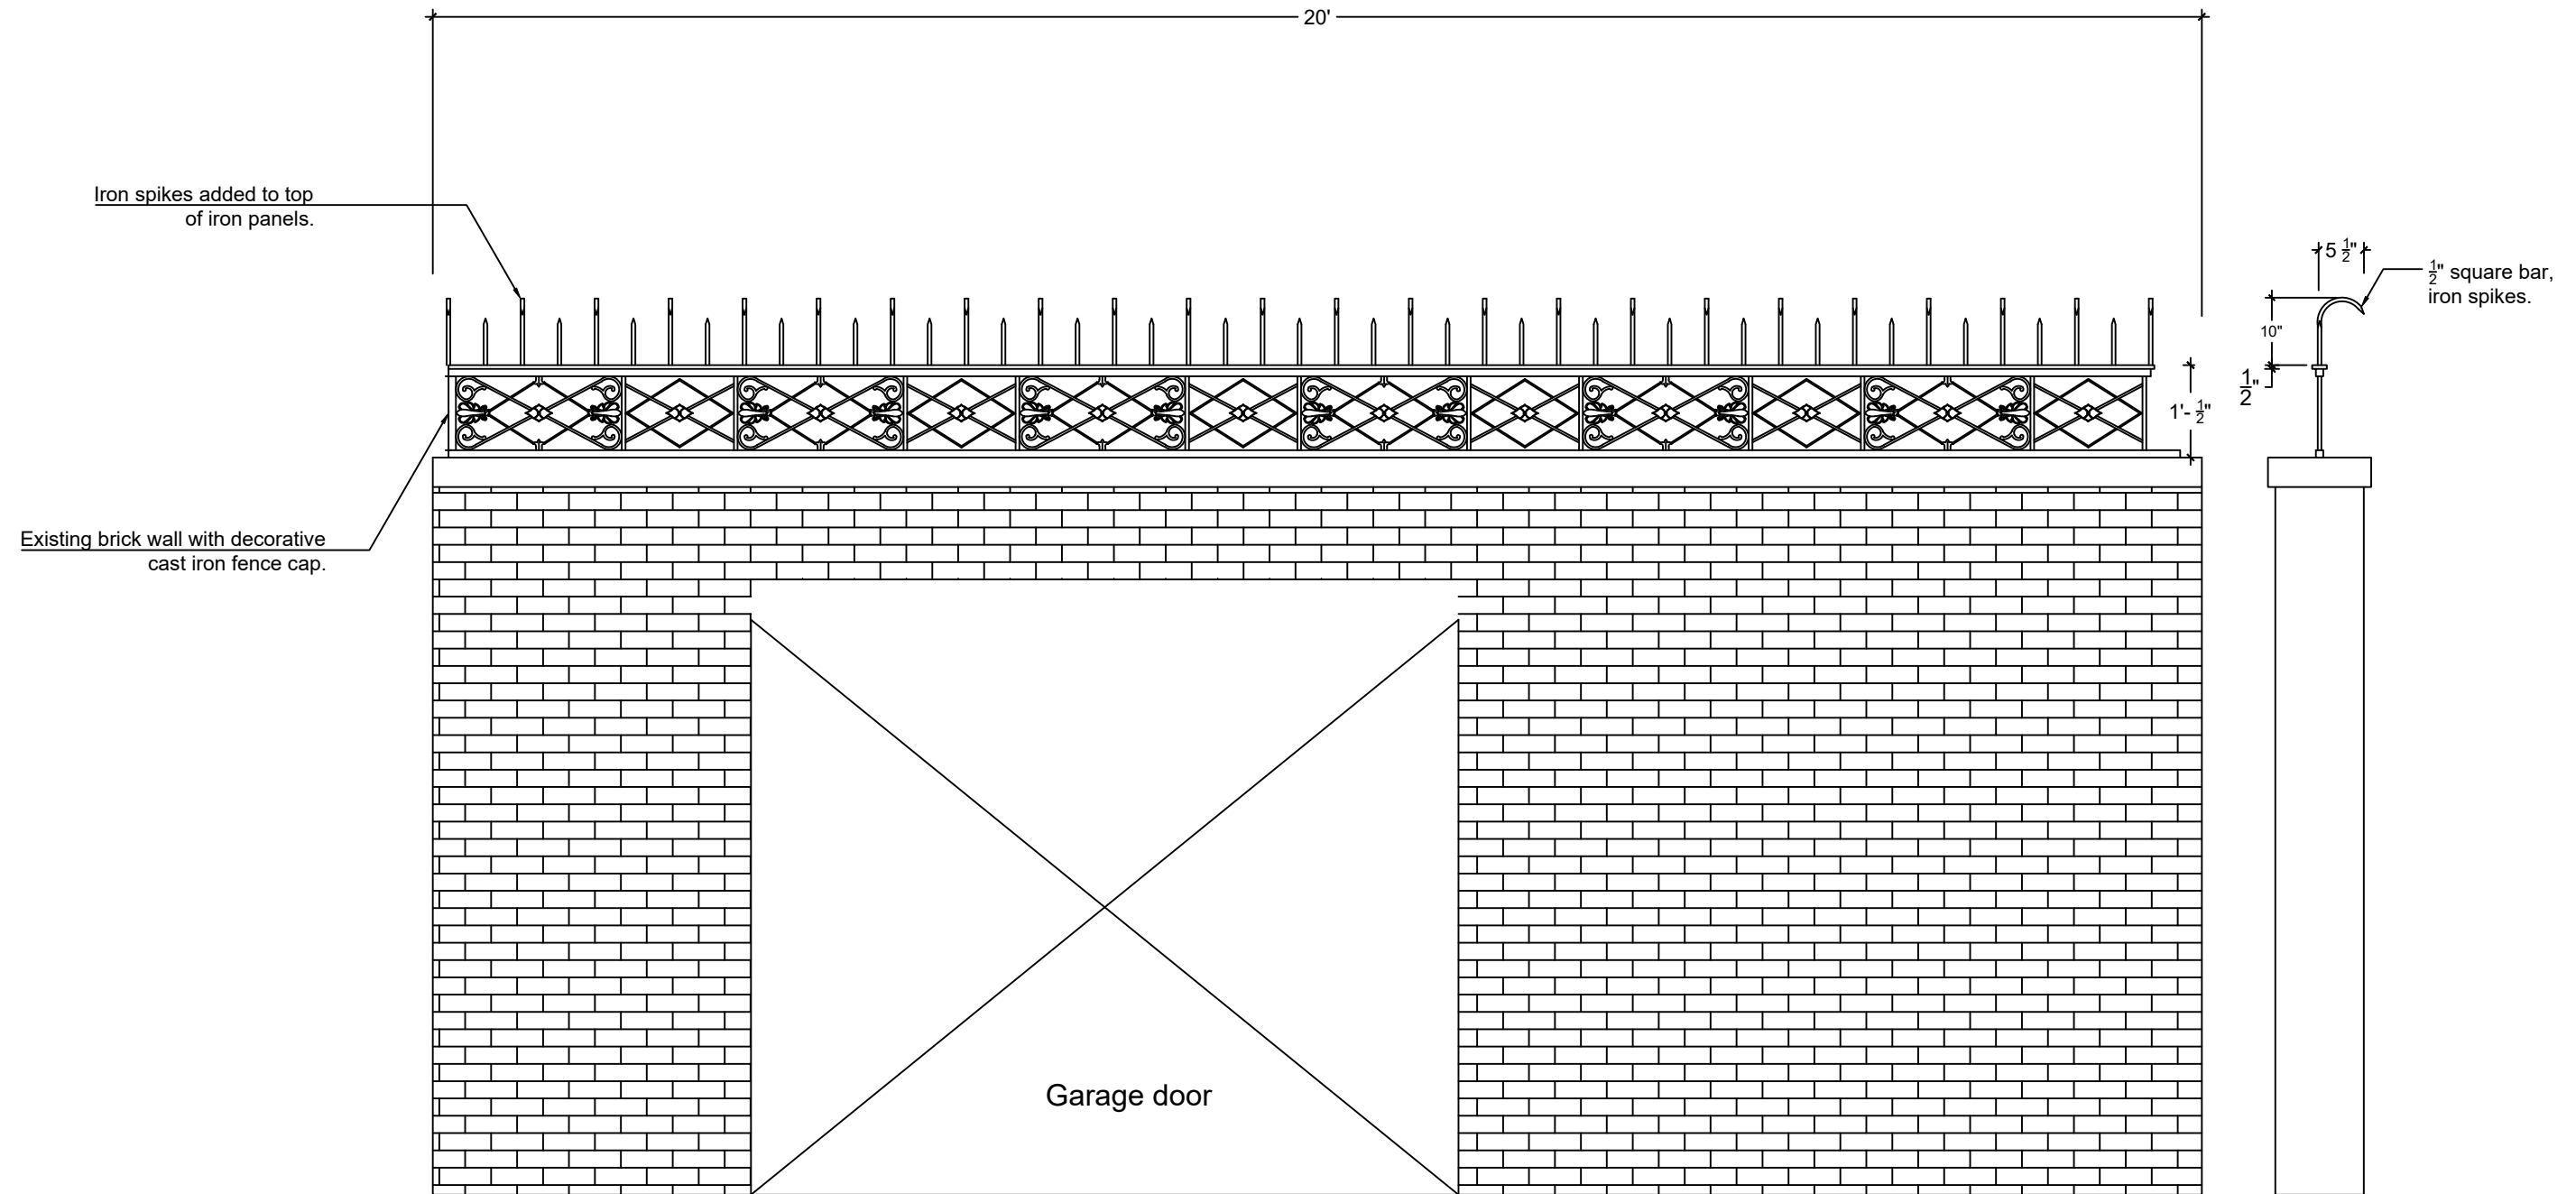 20'
Iron spikes added to top
of iron panels.
5 1/2"
1/2" square bar,
iron spikes.
10"
1/2"
1'- 1/2"
Existing brick wall with decorative
cast iron fence cap.
Garage door